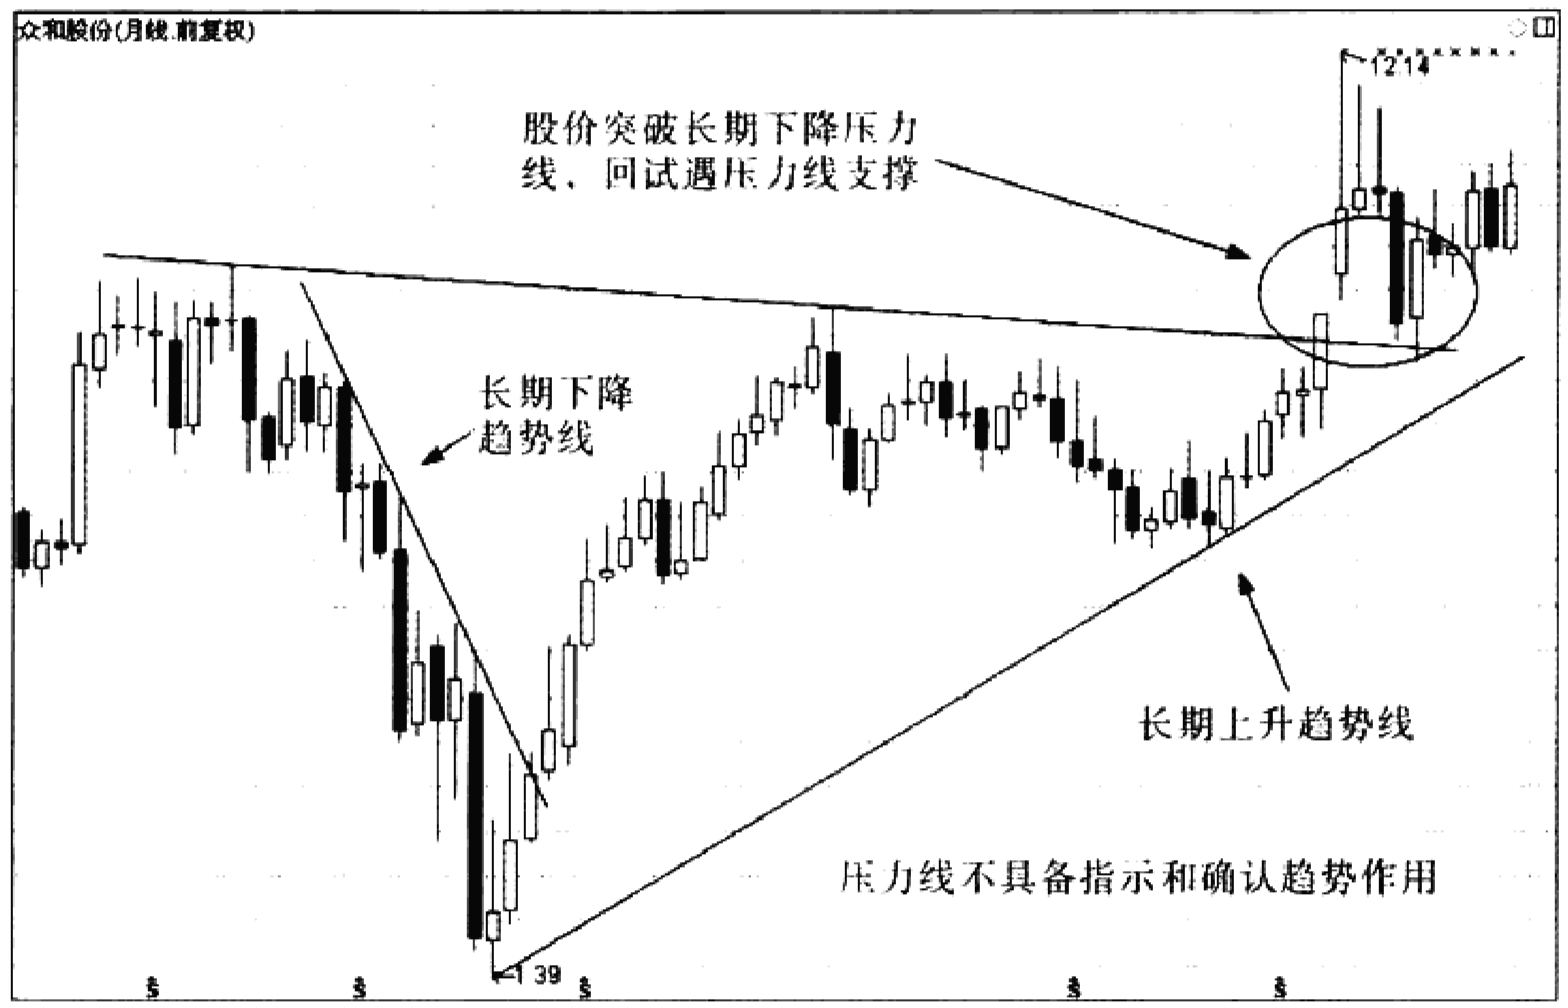 众和股份(月线.前复权)
12.14
股价突破长期下降压力
线、回试遇压力线支撑
长期下降
趋势线
长期上升趋势线
压力线不具备指示和确认趋势作用
1.39